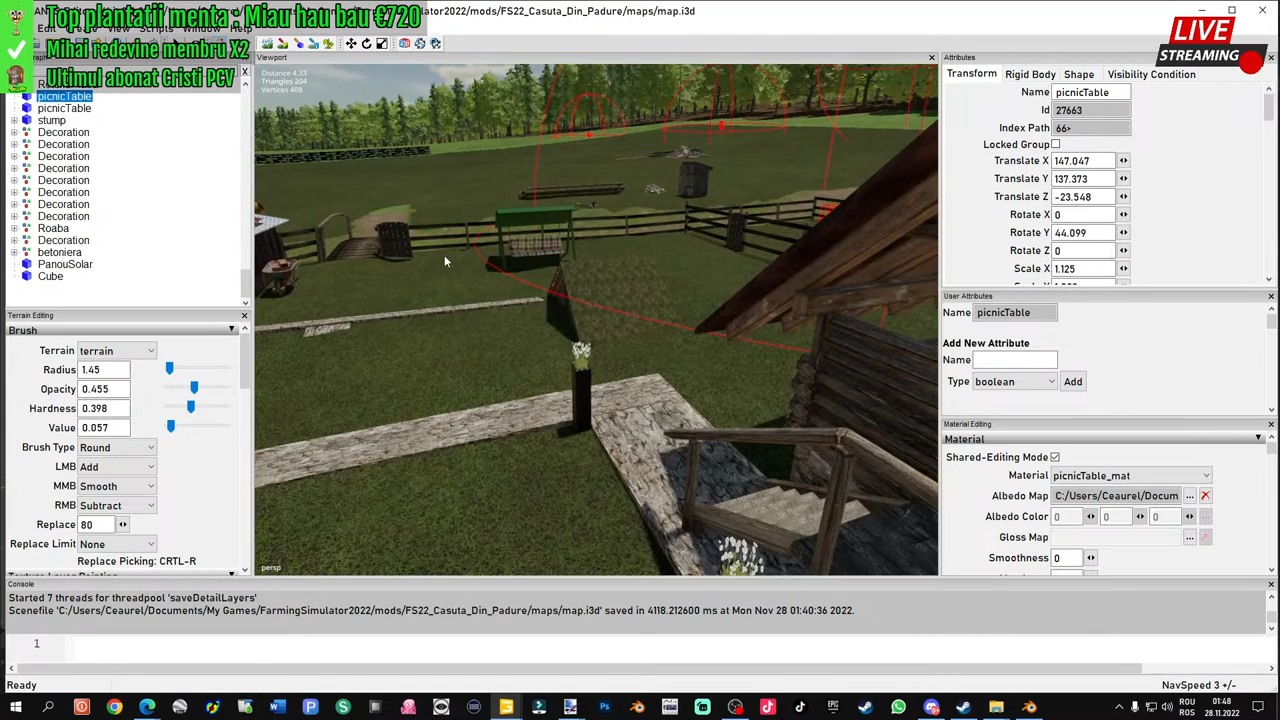 Top plantatii menta : Miau hau bau €720
Mihai redevine membru X2
Ultimul abonat Cristi PCV
LIVE
STREAMING
Simulator2022/mods/FS22_Casuta_Din_Padure/maps/map.i3d
Viewport
Distance 4.33
Triangles 204
Vertices 408
persp
picnicTable
picnicTable
stump
Decoration
Decoration
Decoration
Decoration
Decoration
Decoration
Decoration
Decoration
Roaba
Decoration
betoniera
PanouSolar
Cube
Terrain Editing
Brush
Terrain terrain
Radius 1.45
Opacity 0.455
Hardness 0.398
Value 0.057
Brush Type Round
LMB Add
MMB Smooth
RMB Subtract
Replace 80
Replace Limit None
Replace Picking: CRTL-R
Attributes
Transform Rigid Body Shape Visibility Condition
Name picnicTable
Id 27663
Index Path 66>
Locked Group
Translate X 147.047
Translate Y 137.373
Translate Z -23.548
Rotate X 0
Rotate Y 44.099
Rotate Z 0
Scale X 1.125
User Attributes
Name picnicTable
Add New Attribute
Name
Type boolean Add
Material Editing
Material
Shared-Editing Mode
Material picnicTable_mat
Albedo Map C:/Users/Ceaurel/Docum ...
Albedo Color 0 0 0
Gloss Map ...
Smoothness 0
Console
Started 7 threads for threadpool 'saveDetailLayers'
Scenefile 'C:/Users/Ceaurel/Documents/My Games/FarmingSimulator2022/mods/FS22_Casuta_Din_Padure/maps/map.i3d' saved in 4118.212600 ms at Mon Nov 28 01:40:36 2022.
1
Ready
NavSpeed 3 +/-
ROU
ROS
01:48
28.11.2022